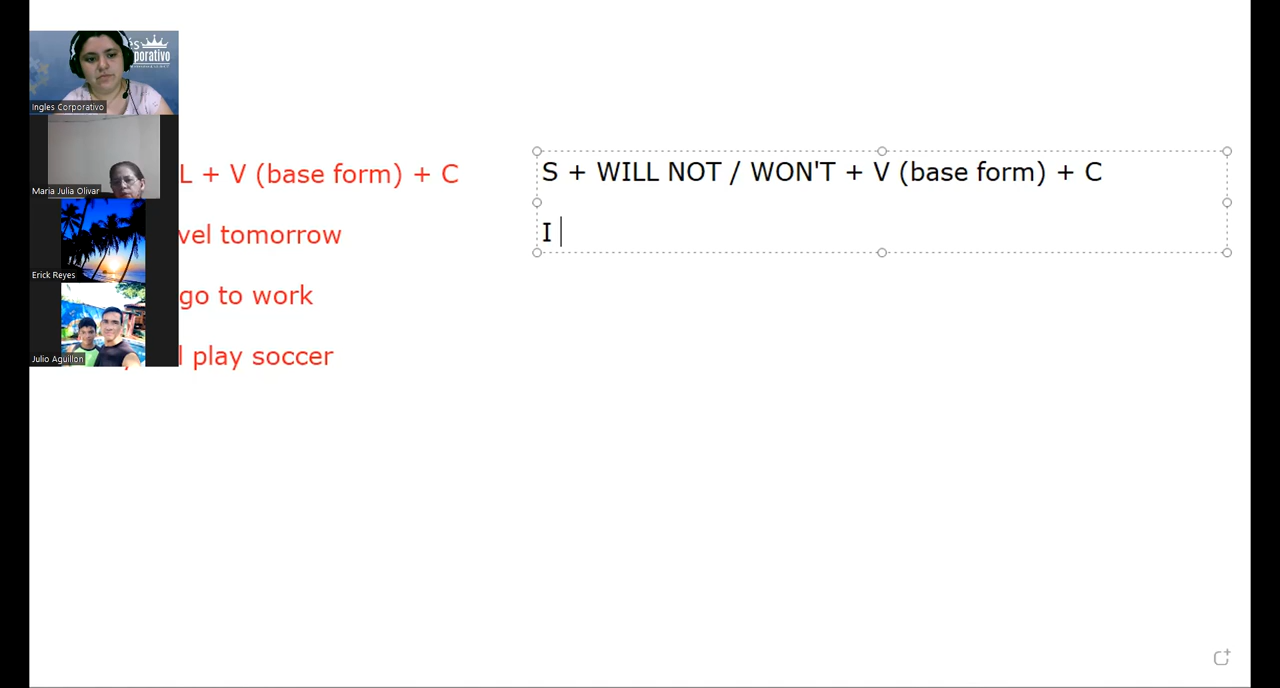 Ingles Corporativo
Maria Julia Olivar
Erick Reyes
Julio Aguillon
L + V (base form) + C
vel tomorrow
go to work
l play soccer
S + WILL NOT / WON'T + V (base form) + C
I